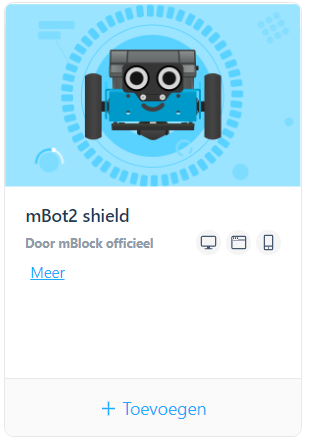 mBot2 shield
Door mBlock officieel
Meer
+ Toevoegen